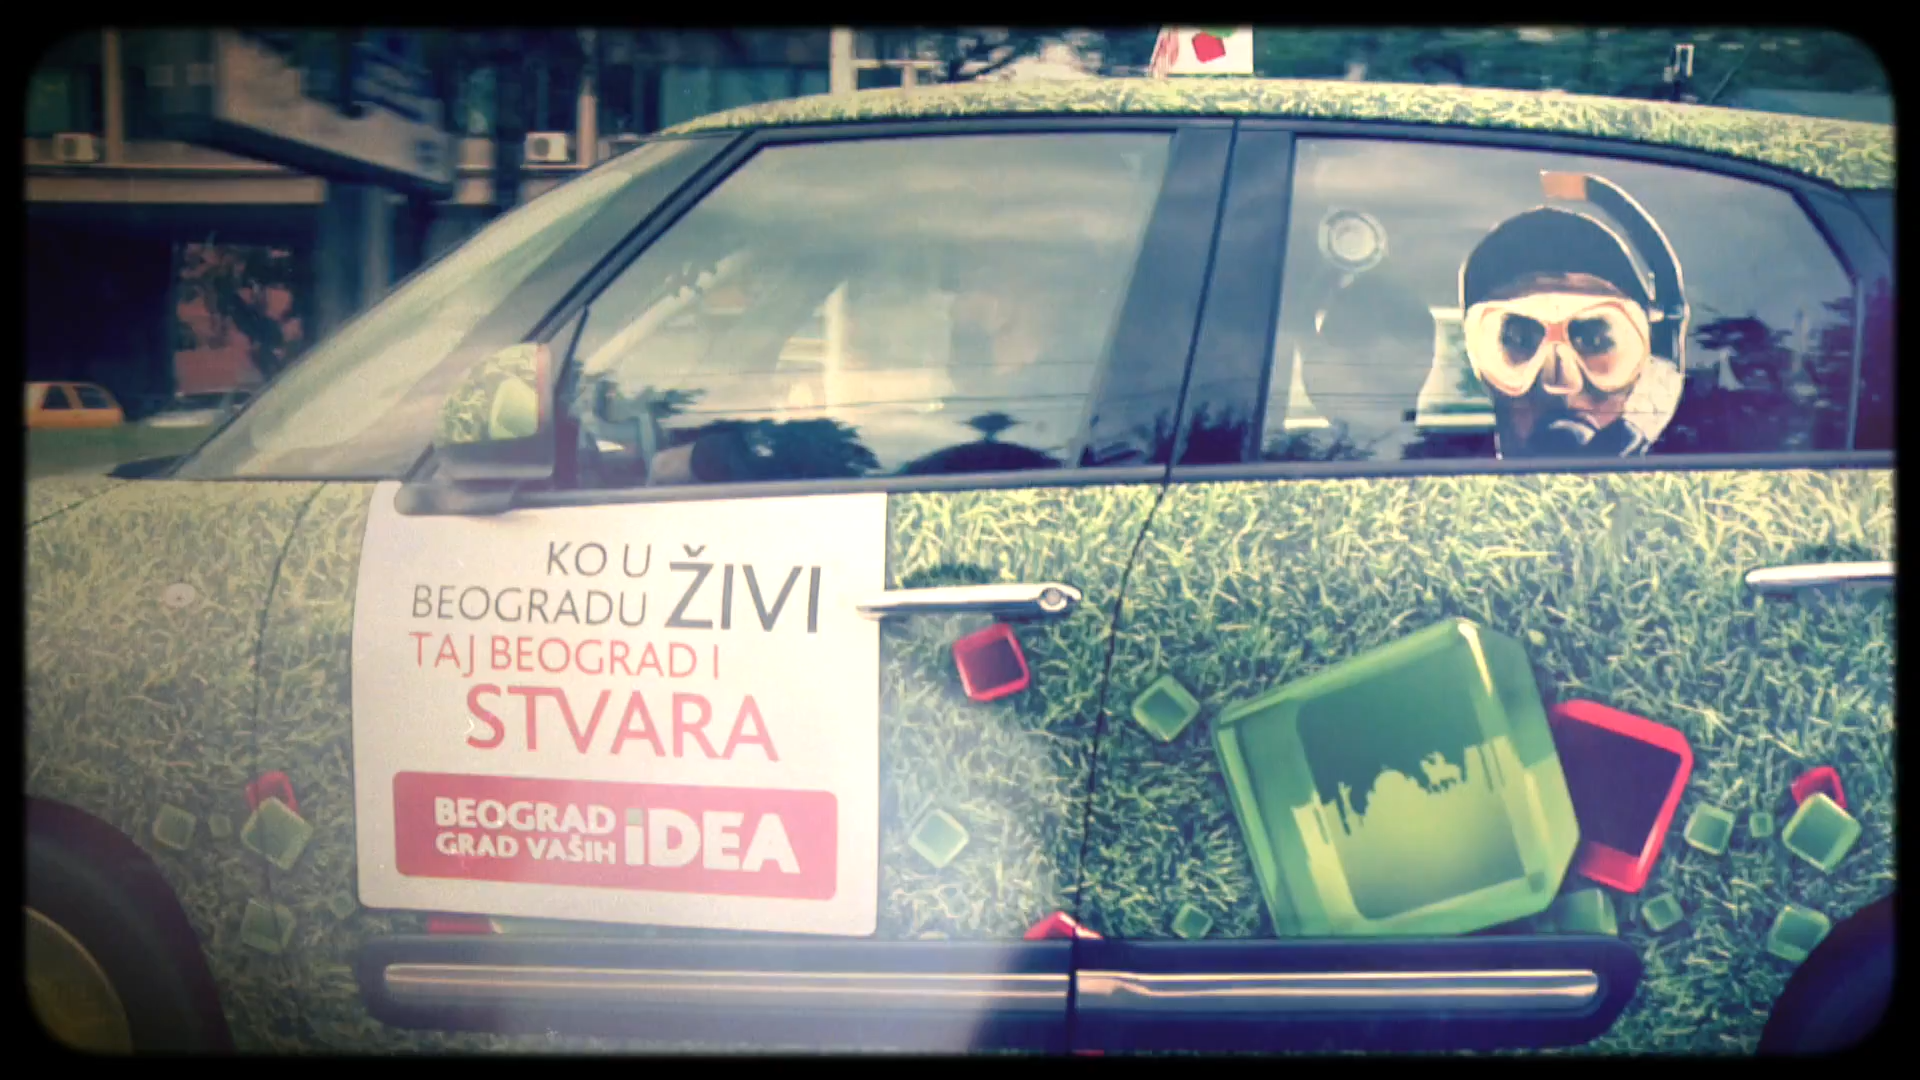 KO U
BEOGRADU ŽIVI
TAJ BEOGRAD I
STVARA
BEOGRAD
GRAD VAŠIH iDEA